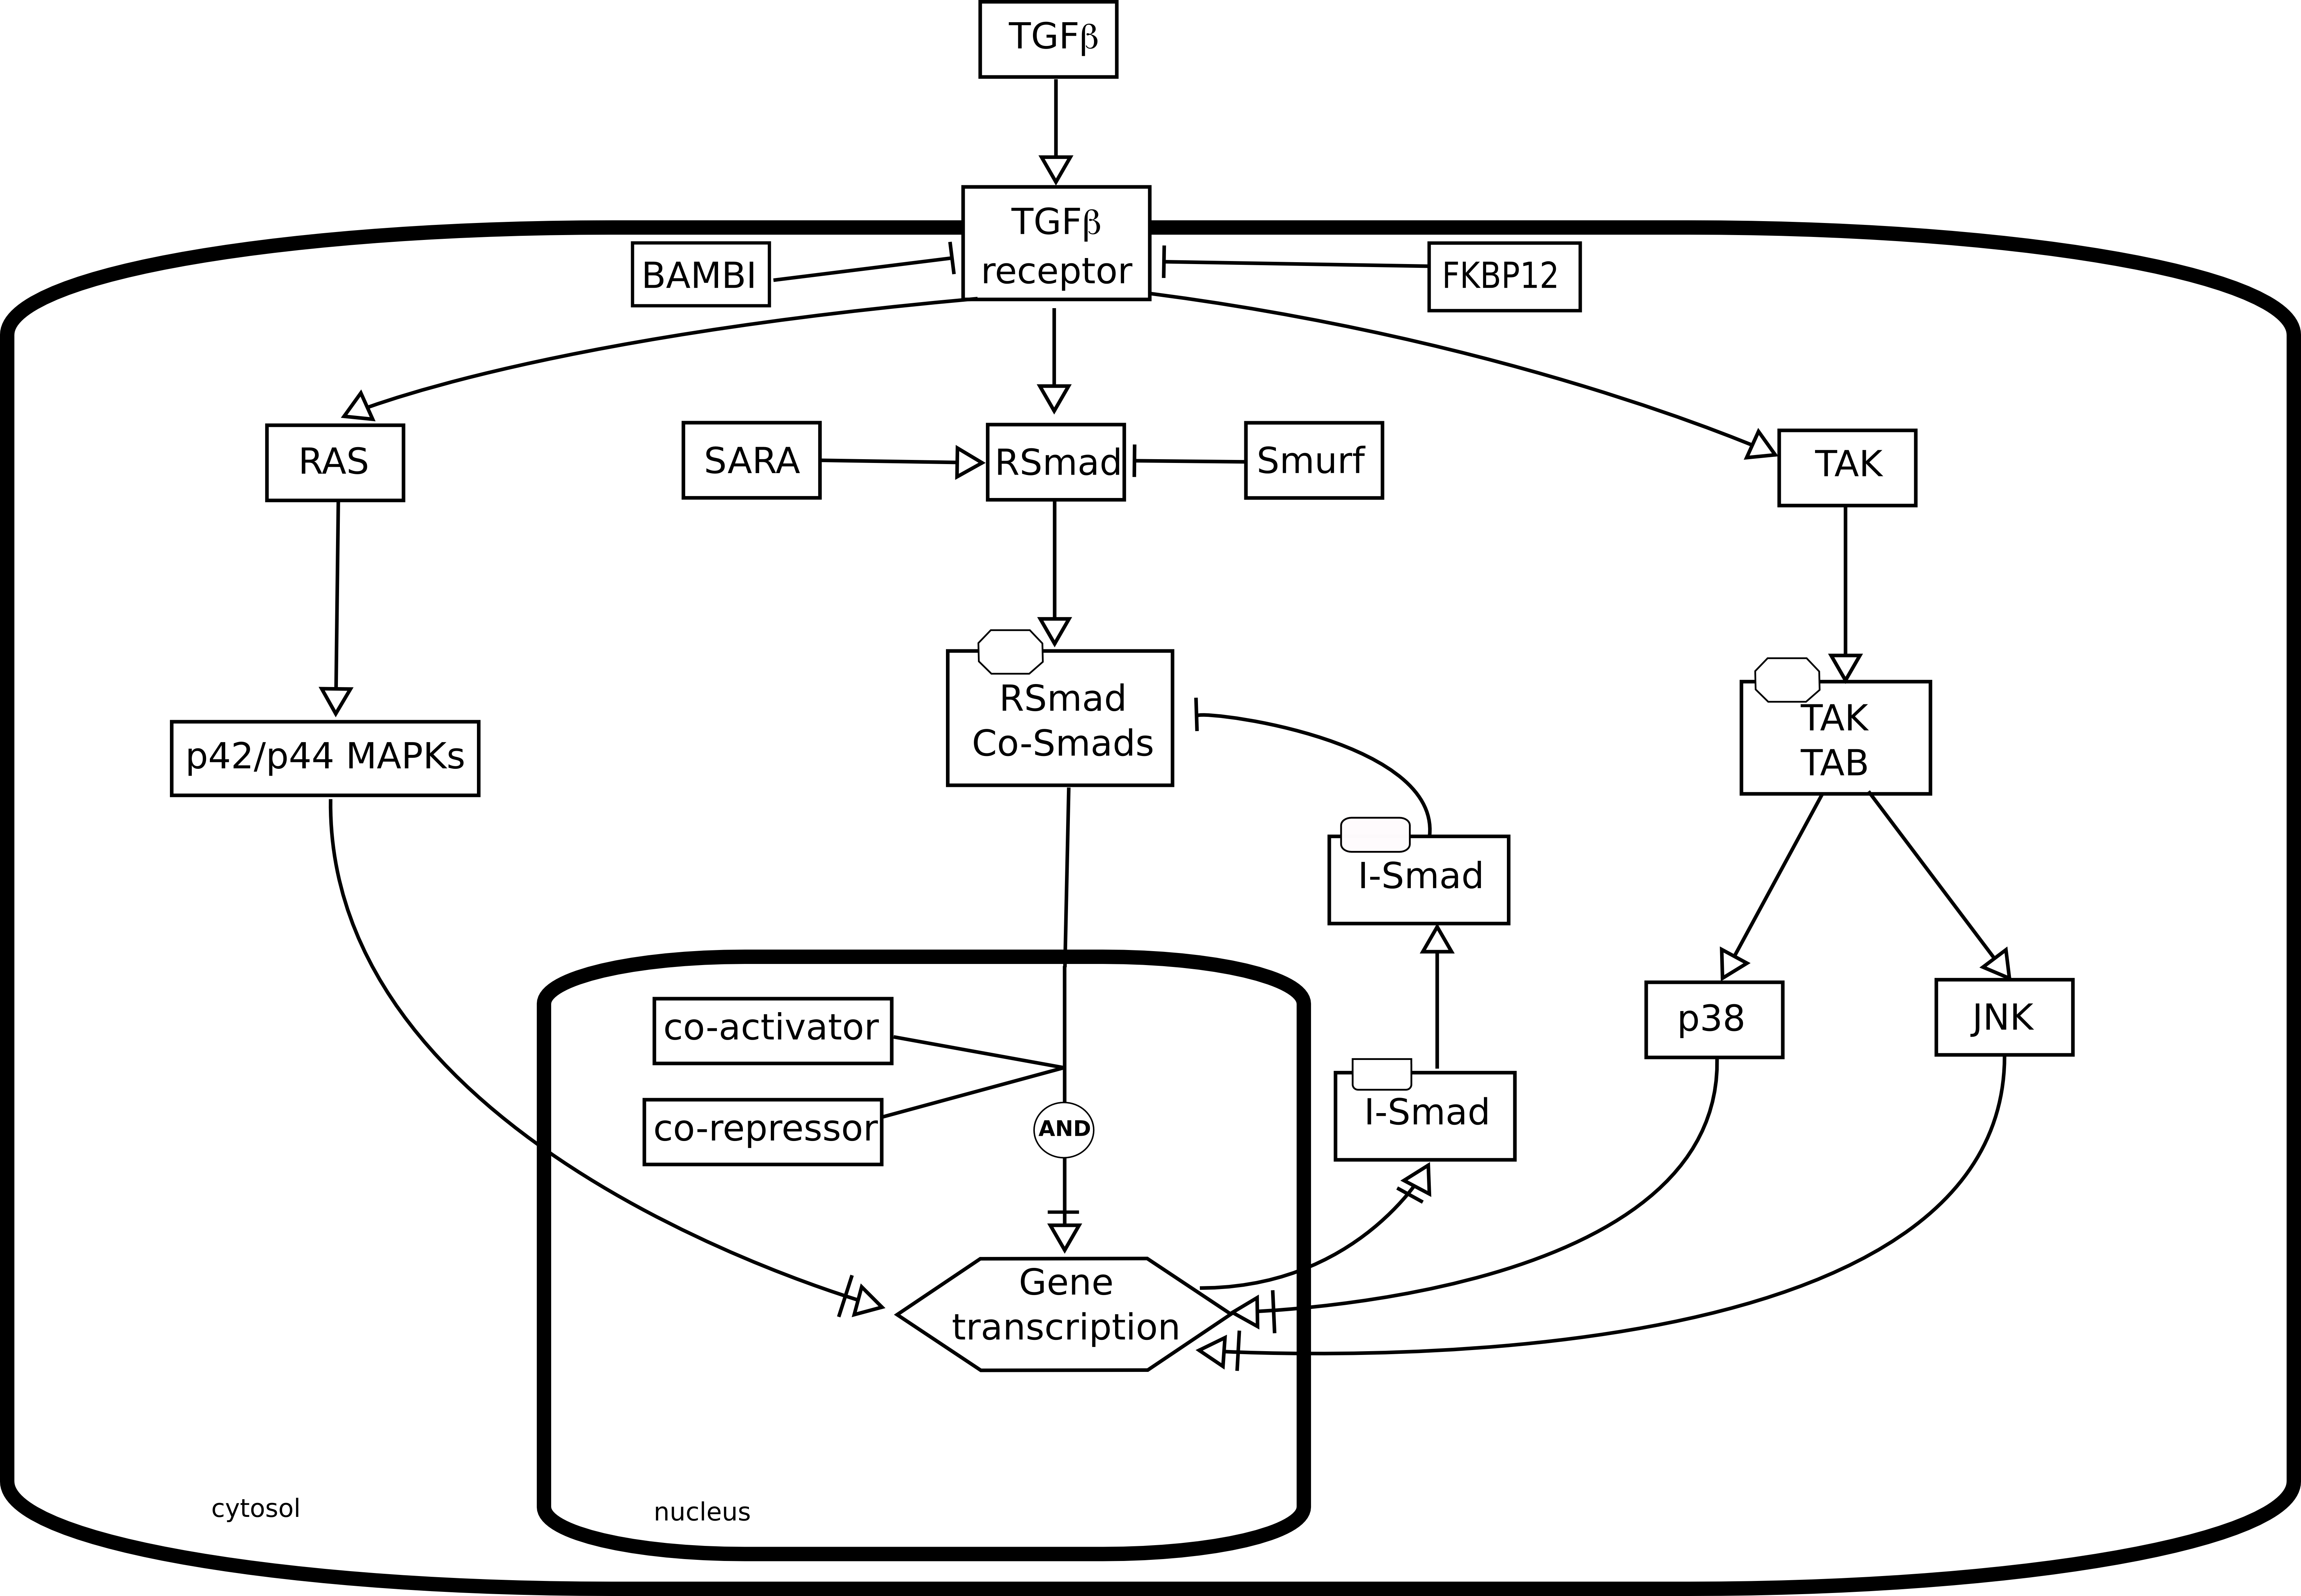 TGFβ
TGFβ
receptor
BAMBI
FKBP12
RAS
SARA
RSmad
Smurf
TAK
RSmad
Co-Smads
TAK
TAB
p42/p44 MAPKs
I-Smad
co-activator
p38
JNK
co-repressor
AND
I-Smad
Gene
transcription
cytosol
nucleus